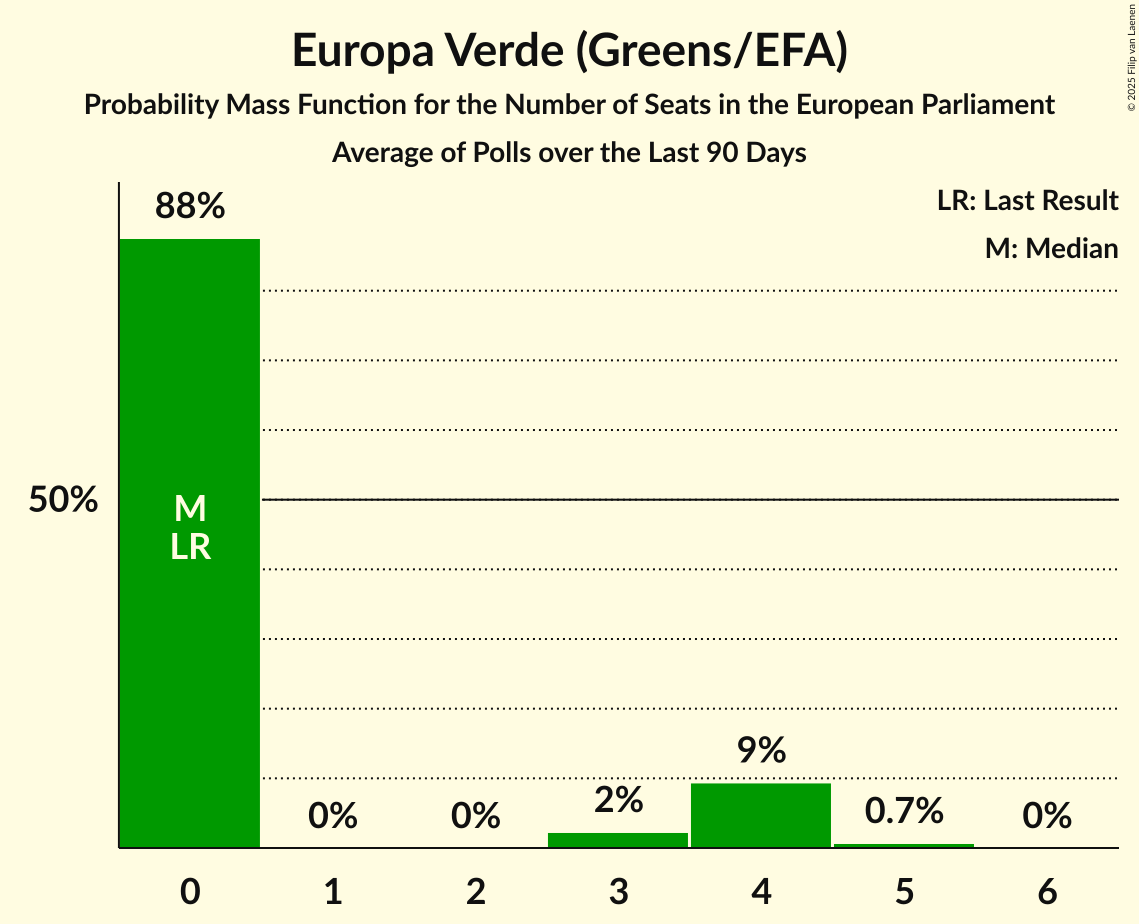 Europa Verde (Greens/EFA)
Probability Mass Function for the Number of Seats in the European Parliament
Average of Polls over the Last 90 Days
© 2025 Filip van Laenen
LR: Last Result
M: Median
88%
50%
M
LR
0%
0%
2%
9%
0.7%
0%
0
1
2
3
4
5
6